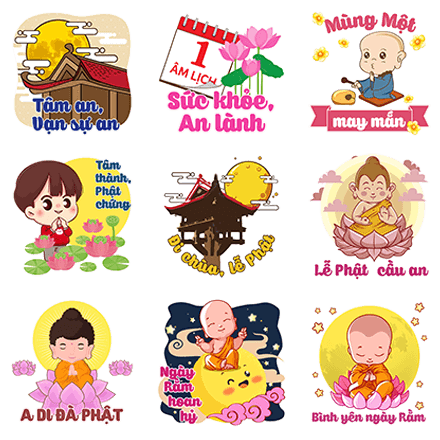 Tâm an,
Vạn sự an
1
ÂM LỊCH
Sức khỏe,
An lành
Mùng Một
may mắn
Tâm
thành,
Phật
chứng
Đi chùa, lễ Phật
Lễ Phật cầu an
A DI ĐÀ PHẬT
Ngày
Rằm
hoan
hỷ
Bình yên ngày Rằm